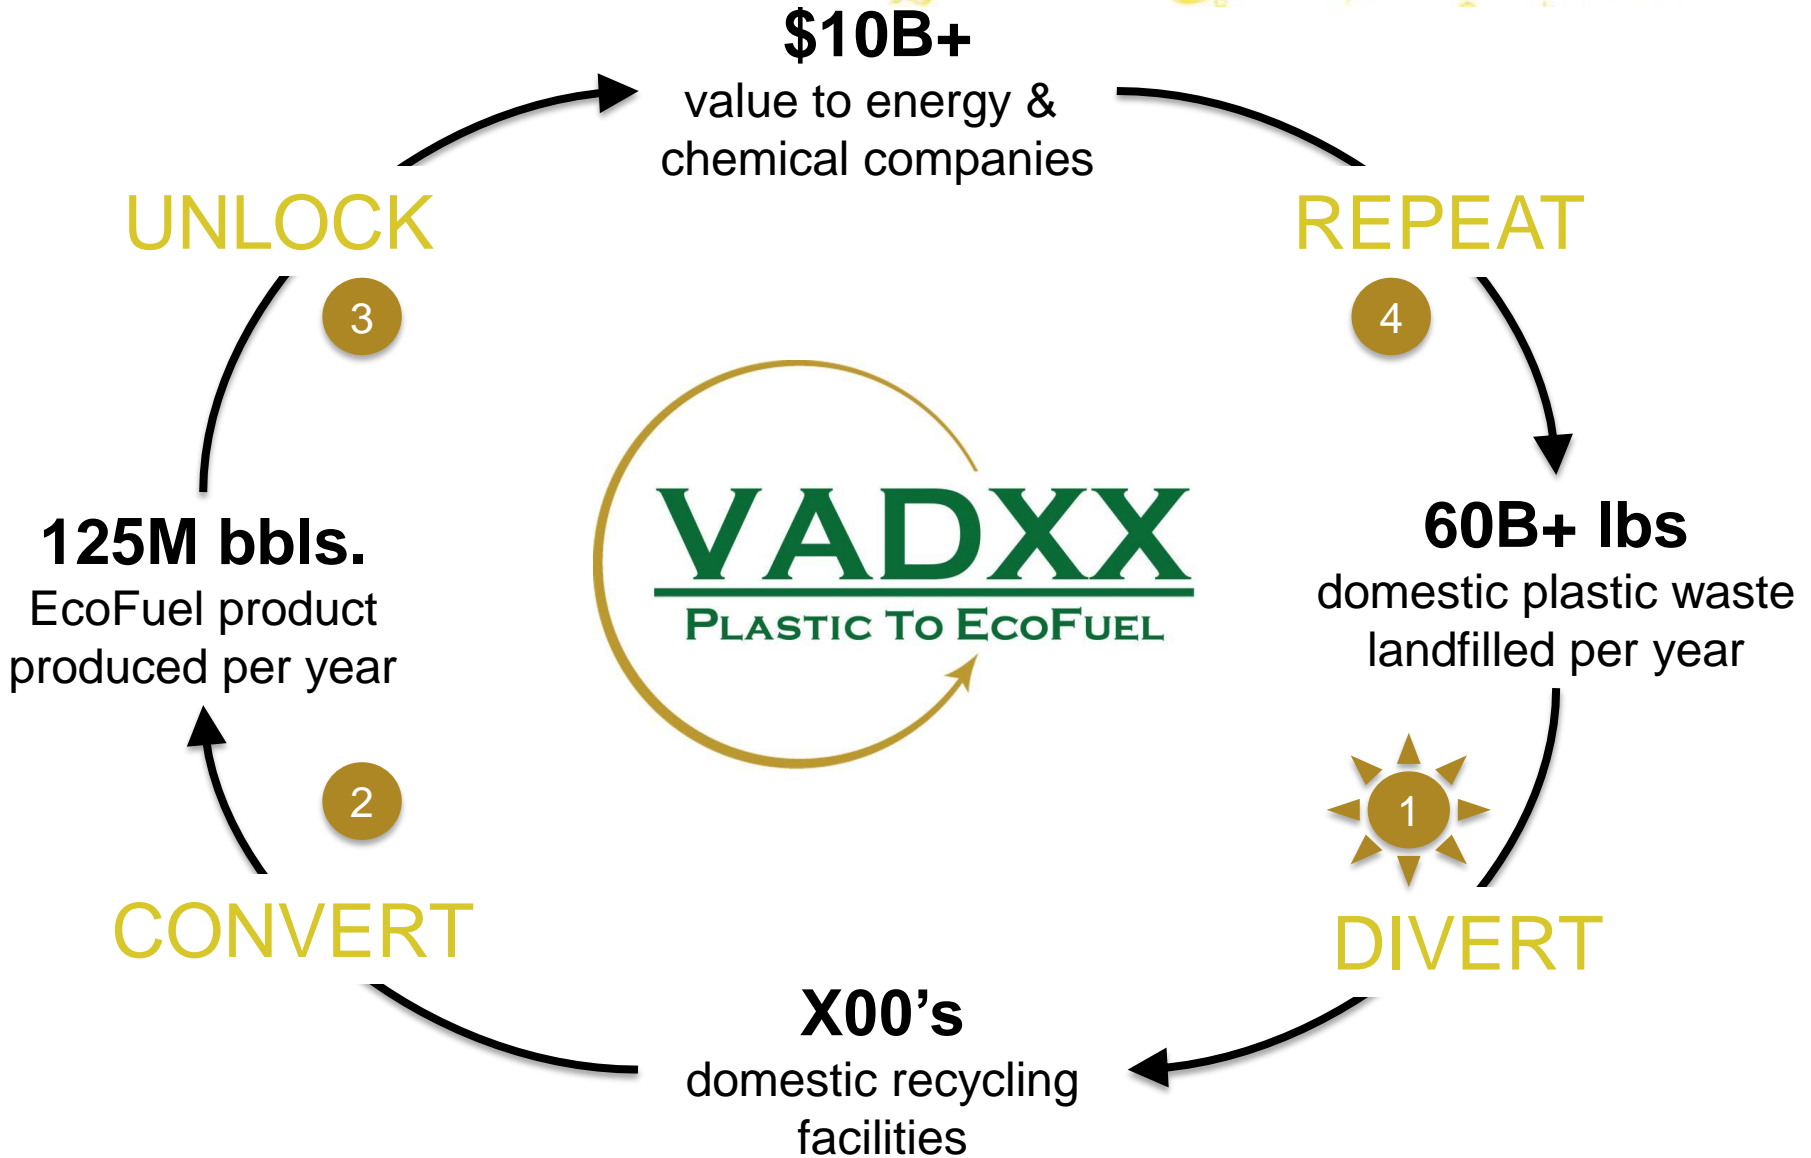 $10B+
value to energy &
chemical companies
UNLOCK
REPEAT
3
4
VADXX
PLASTIC TO ECOFUEL
125M bbls.
EcoFuel product
produced per year
60B+ lbs
domestic plastic waste
landfilled per year
2
1
CONVERT
DIVERT
X00’s
domestic recycling
facilities